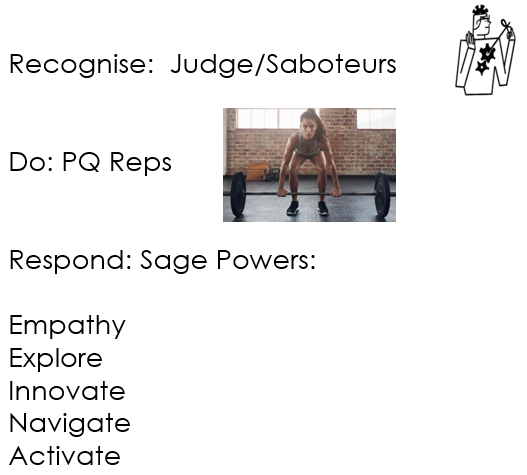 Recognise:  Judge/Saboteurs
Do: PQ Reps
Respond: Sage Powers:
Empathy
Explore
Innovate
Navigate
Activate